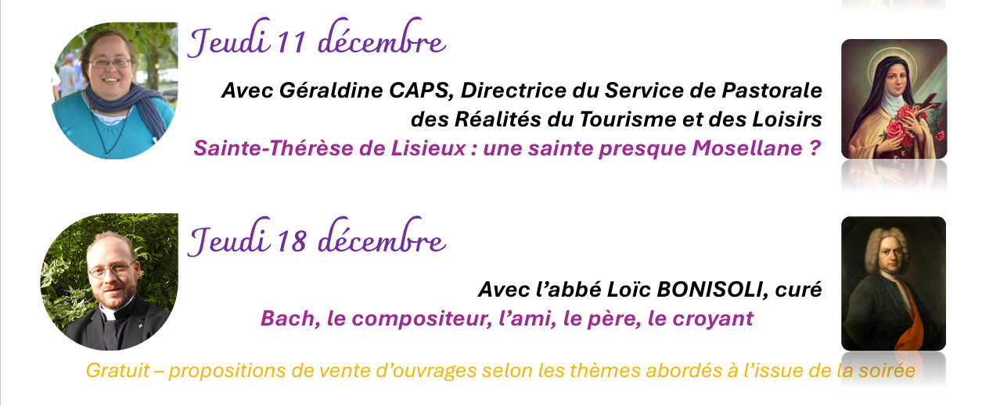 Jeudi 11 décembre
Avec Géraldine CAPS, Directrice du Service de Pastorale
des Réalités du Tourisme et des Loisirs
Sainte-Thérèse de Lisieux : une sainte presque Mosellane ?
Jeudi 18 décembre
Avec l’abbé Loïc BONISOLI, curé
Bach, le compositeur, l’ami, le père, le croyant
Gratuit – propositions de vente d’ouvrages selon les thèmes abordés à l’issue de la soirée